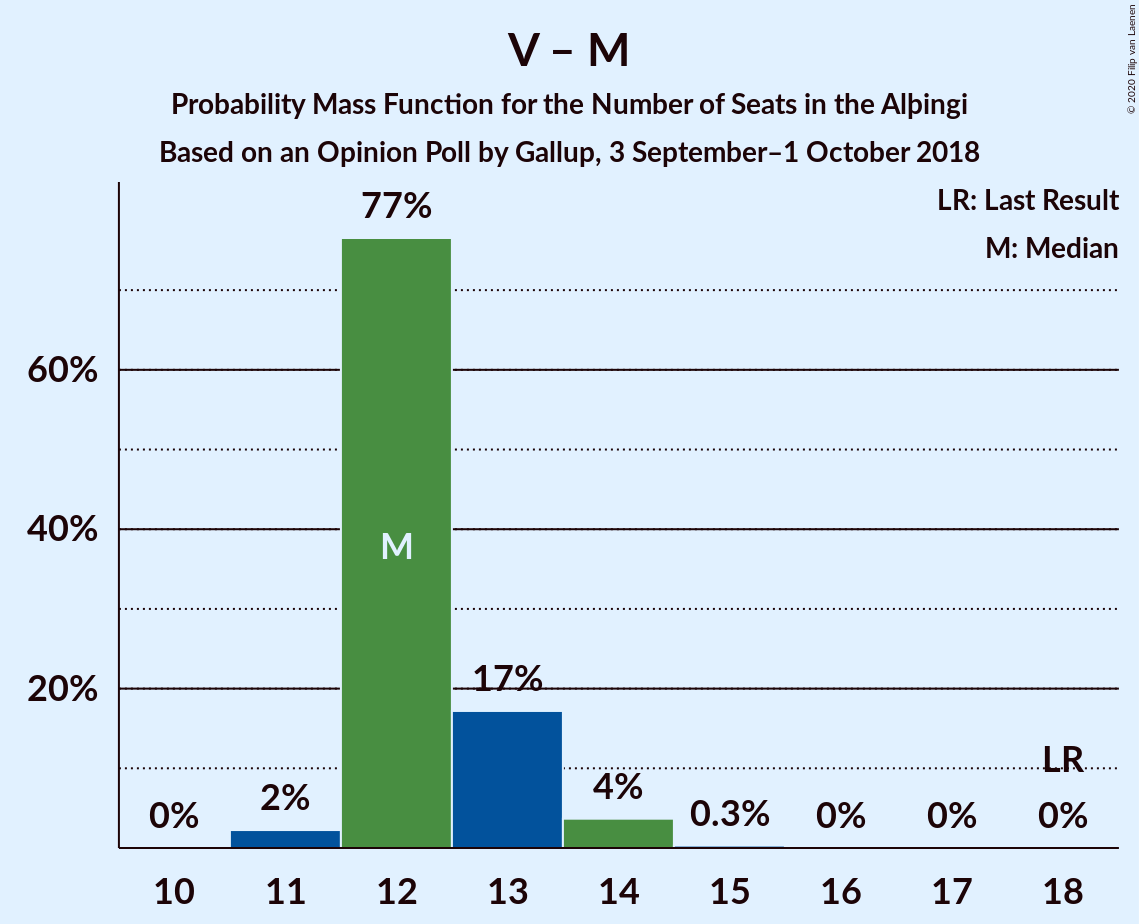 V – M
Probability Mass Function for the Number of Seats in the Alþingi
Based on an Opinion Poll by Gallup, 3 September–1 October 2018
© 2020 Filip van Laenen
LR: Last Result
M: Median
77%
60%
40%
20%
M
17%
LR
0%
2%
4%
0.3%
0%
0%
0%
10 11 12 13 14 15 16 17 18